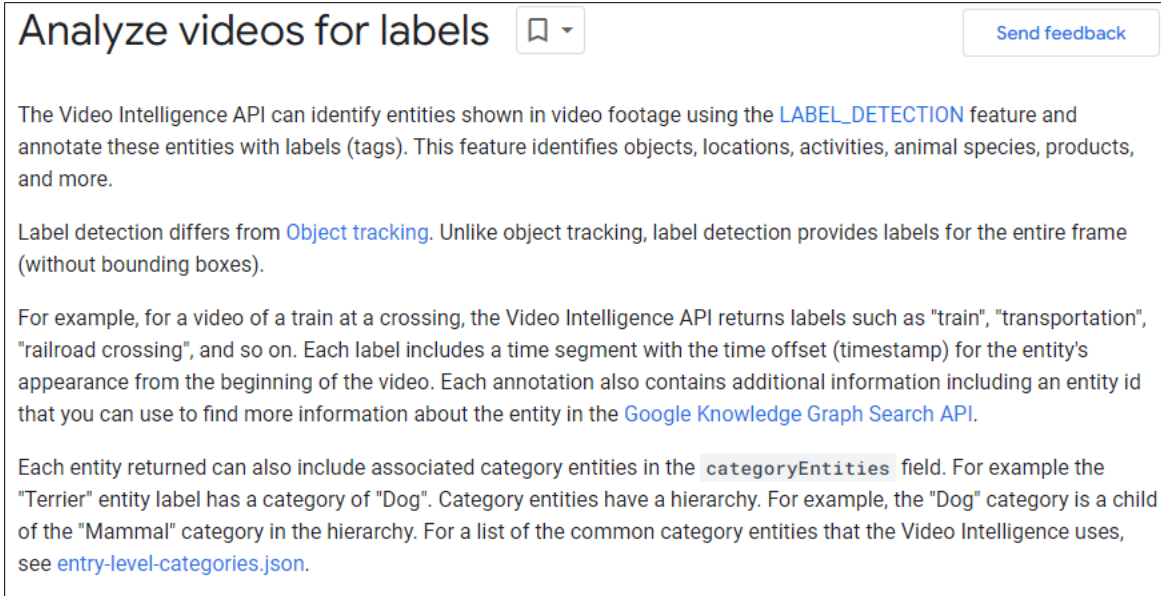 Analyze videos for labels
Send feedback
The Video Intelligence API can identify entities shown in video footage using the LABEL_DETECTION feature and
annotate these entities with labels (tags). This feature identifies objects, locations, activities, animal species, products,
and more.
Label detection differs from Object tracking. Unlike object tracking, label detection provides labels for the entire frame
(without bounding boxes).
For example, for a video of a train at a crossing, the Video Intelligence API returns labels such as "train", "transportation",
"railroad crossing", and so on. Each label includes a time segment with the time offset (timestamp) for the entity's
appearance from the beginning of the video. Each annotation also contains additional information including an entity id
that you can use to find more information about the entity in the Google Knowledge Graph Search API.
Each entity returned can also include associated category entities in the categoryEntities field. For example the
"Terrier" entity label has a category of "Dog". Category entities have a hierarchy. For example, the "Dog" category is a child
of the "Mammal" category in the hierarchy. For a list of the common category entities that the Video Intelligence uses,
see entry-level-categories.json.